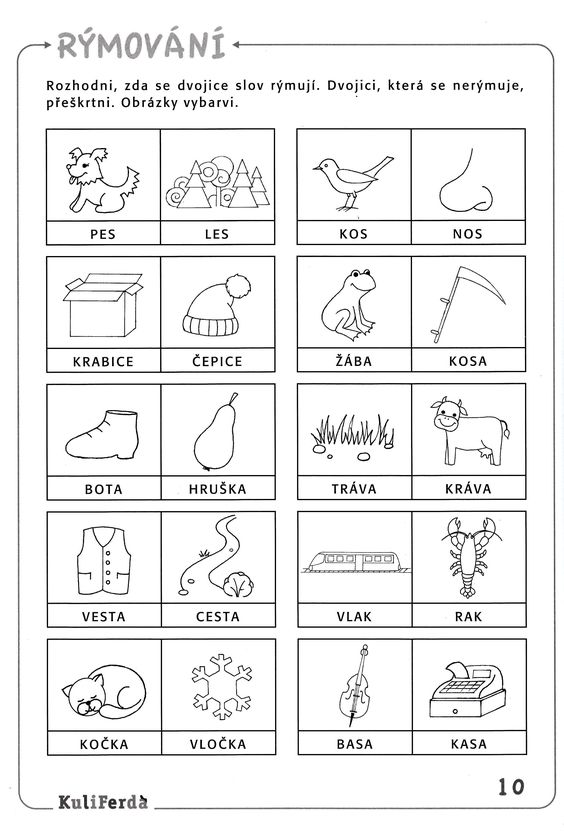 RÝMOVÁNÍ
Rozhodni, zda se dvojice slov rýmují. Dvojici, která se nerýmuje,
přeškrtni. Obrázky vybarvi.
PES LES KOS NOS
KRABICE ČEPICE ŽÁBA KOSA
BOTA HRUŠKA TRÁVA KRÁVA
VESTA CESTA VLAK RAK
KOČKA VLOČKA BASA KASA
10
KuliFerda